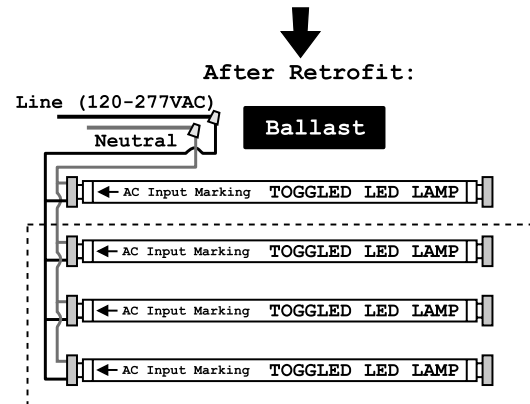 After Retrofit:
Line (120-277VAC)
Ballast
Neutral
AC Input Marking TOGGLED LED LAMP
AC Input Marking TOGGLED LED LAMP
AC Input Marking TOGGLED LED LAMP
AC Input Marking TOGGLED LED LAMP